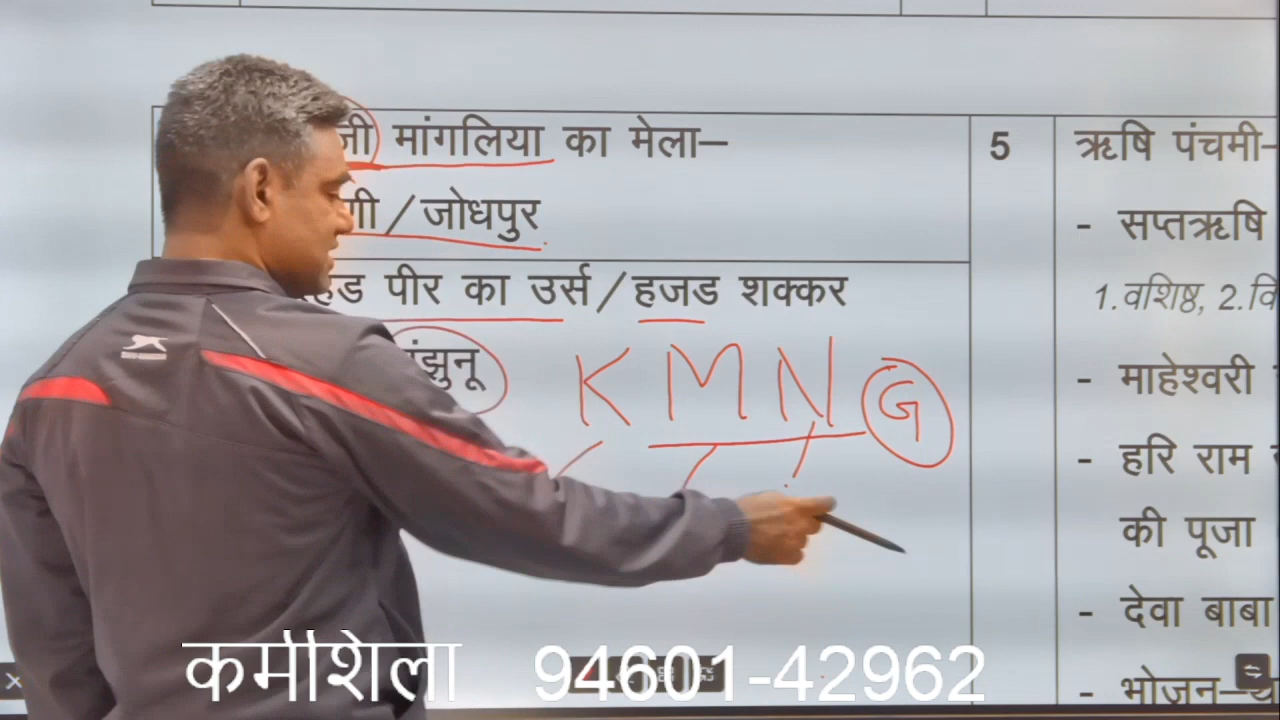 जी मांगलिया का मेला–
/जोधपुर
पीर का उर्स/हजड शक्कर
K M N G
5
ऋषि पंचमी–
- सप्तऋषि
1.वशिष्ठ, 2.वि
- माहेश्वरी
- हरि राम
की पूजा
- देवा बाबा
- भोजन–
कर्मशिला 94601-42962